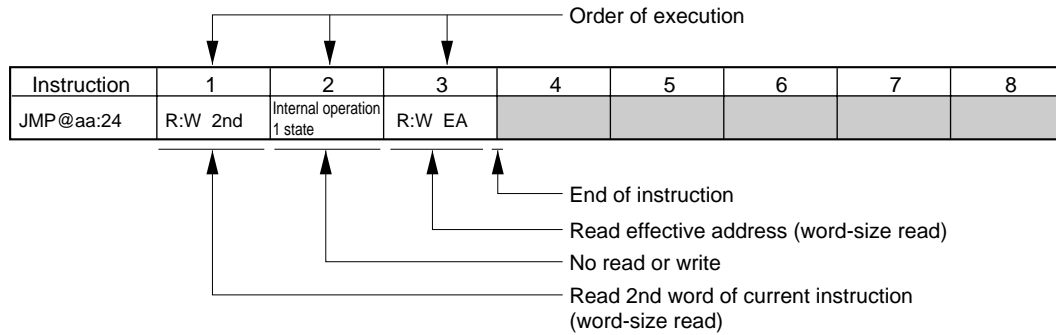 Order of execution
Instruction 1 2 3 4 5 6 7 8
JMP@aa:24 R:W 2nd Internal operation R:W EA
1 state
End of instruction
Read effective address (word-size read)
No read or write
Read 2nd word of current instruction
(word-size read)